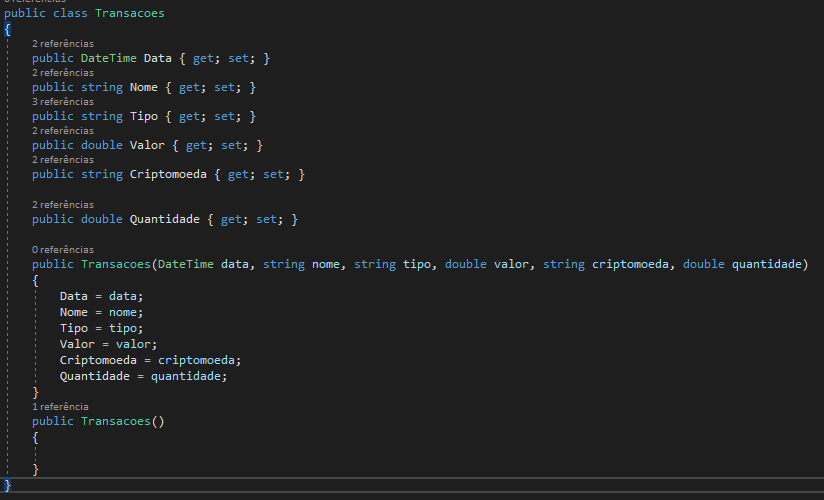 public class Transacoes
{
2 referências
public DateTime Data { get; set; }
2 referências
public string Nome { get; set; }
3 referências
public string Tipo { get; set; }
2 referências
public double Valor { get; set; }
2 referências
public string Criptomoeda { get; set; }
2 referências
public double Quantidade { get; set; }
0 referências
public Transacoes(DateTime data, string nome, string tipo, double valor, string criptomoeda, double quantidade)
{
Data = data;
Nome = nome;
Tipo = tipo;
Valor = valor;
Criptomoeda = criptomoeda;
Quantidade = quantidade;
}
1 referência
public Transacoes()
{
}
}